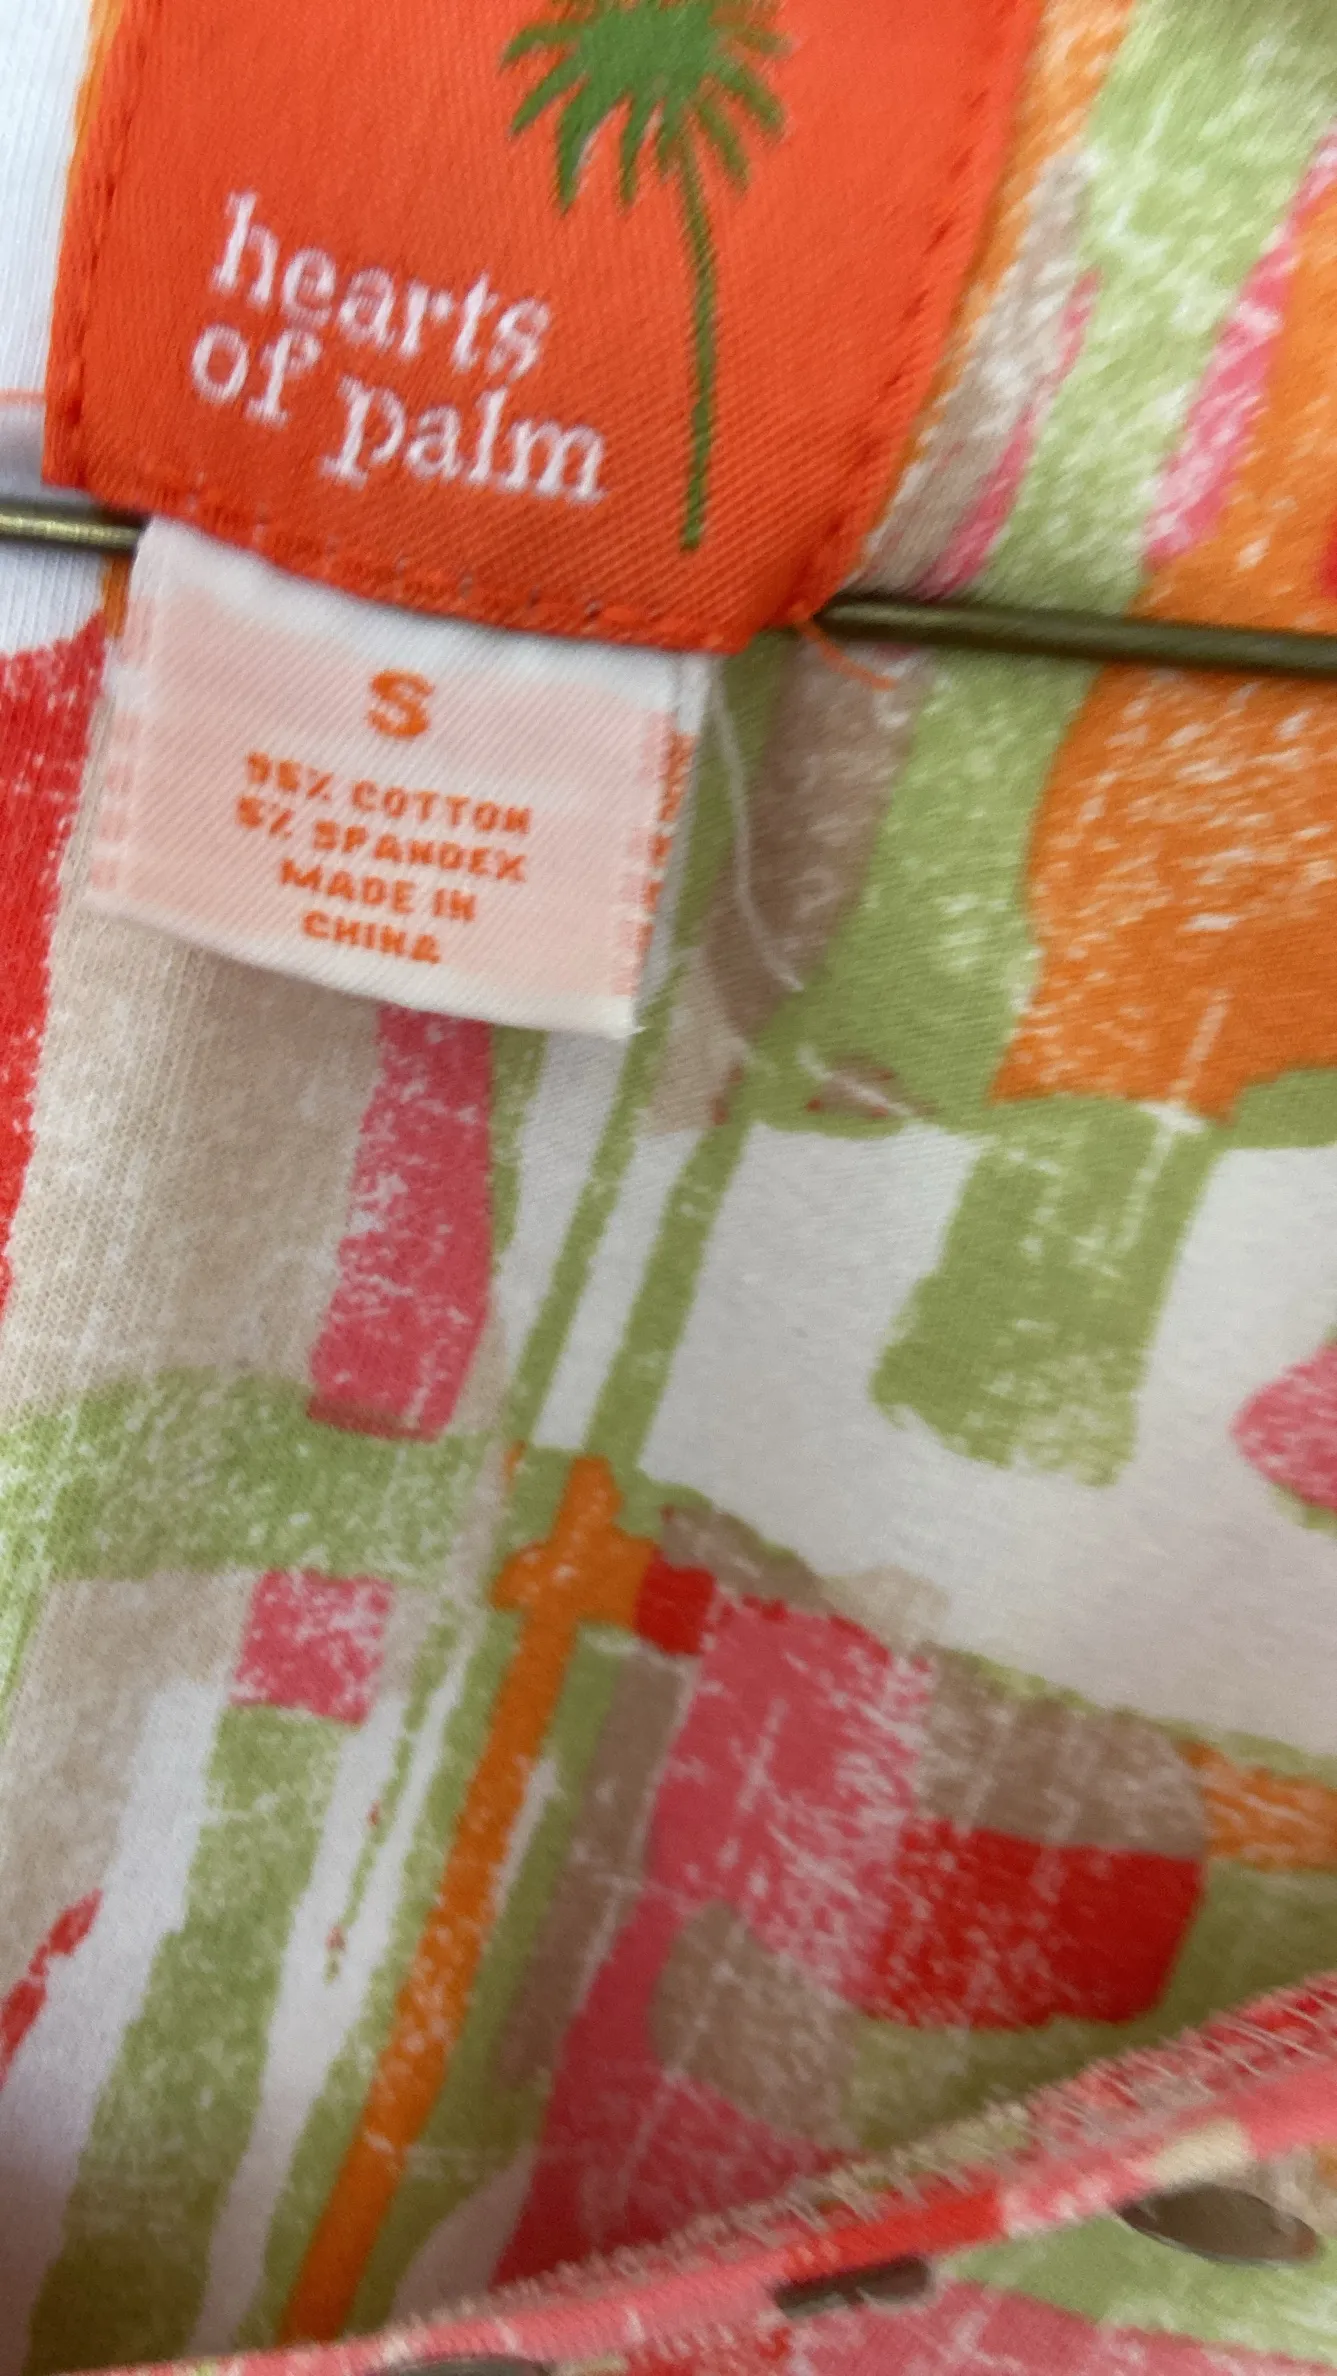 hearts
of palm
S
95% COTTON
5% SPANDEX
MADE IN
CHINA